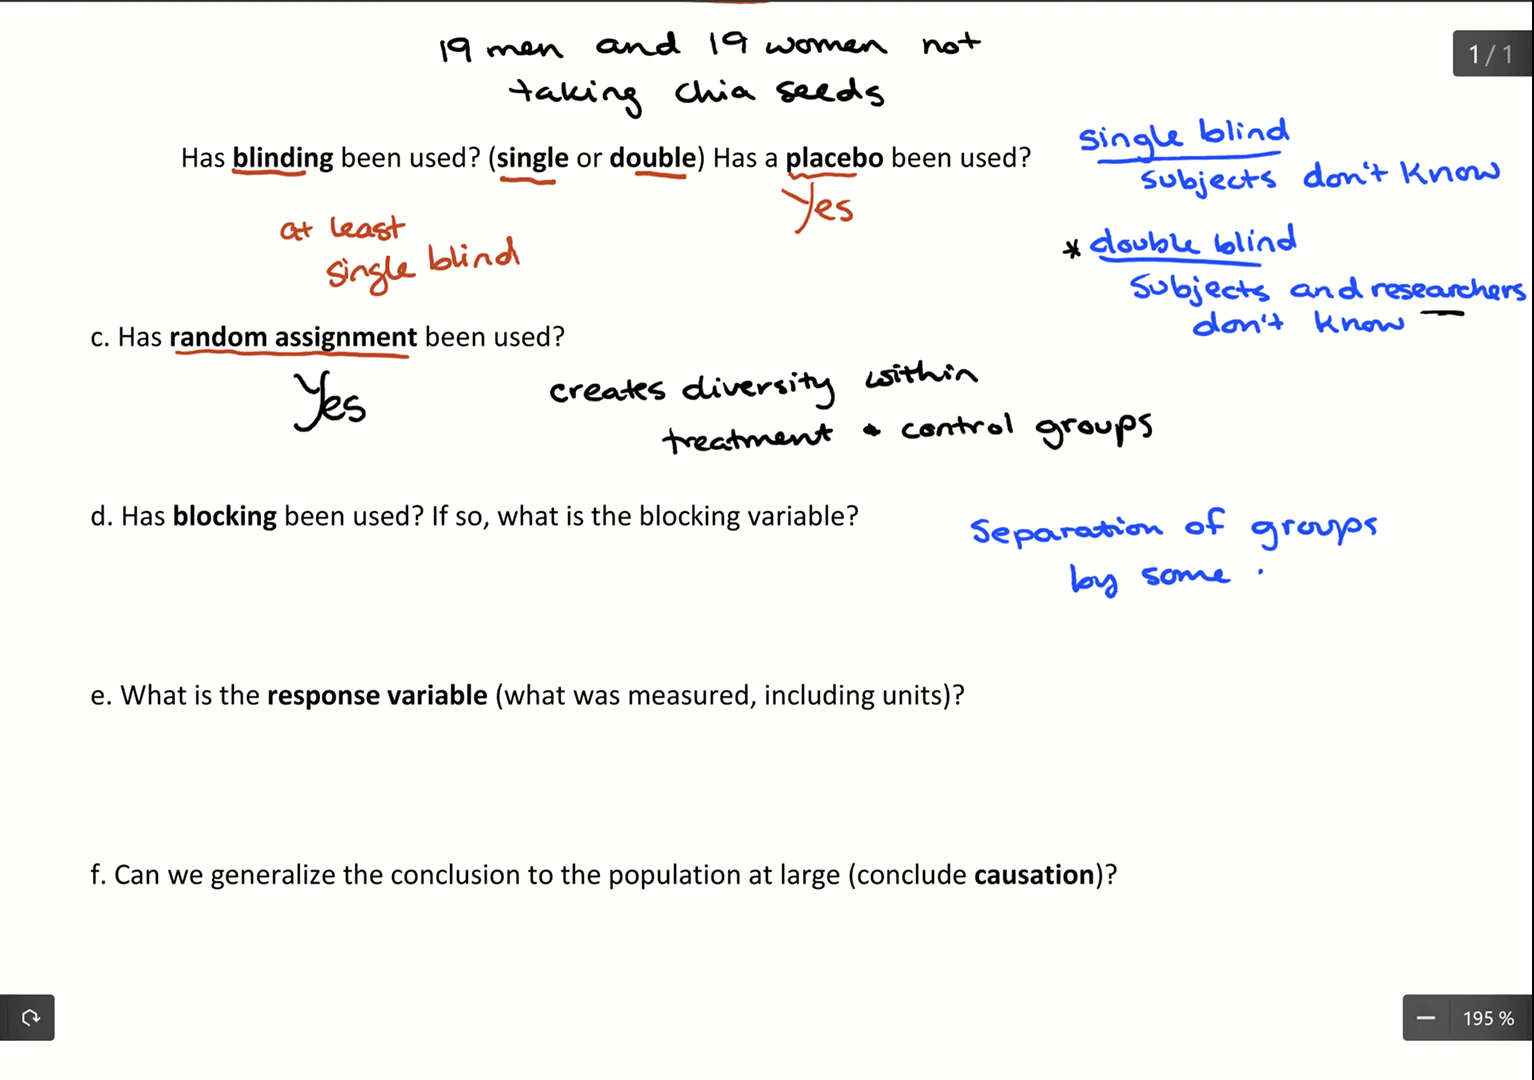 19 men and 19 women not
taking chia seeds
1 / 1
Has blinding been used? (single or double) Has a placebo been used?
single blind
subjects don't know
Yes
at least
single blind
* double blind
subjects and researchers
don't know
c. Has random assignment been used?
Yes
creates diversity within
treatment & control groups
d. Has blocking been used? If so, what is the blocking variable?
Separation of groups
by some
e. What is the response variable (what was measured, including units)?
f. Can we generalize the conclusion to the population at large (conclude causation)?
195 %